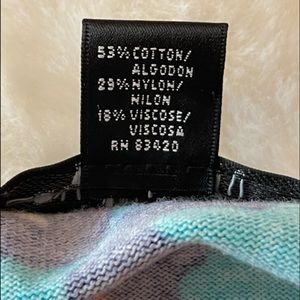 53% COTTON/
ALGODON
29% NYLON/
NILON
18% VISCOSE/
VISCOSA
RN 83420